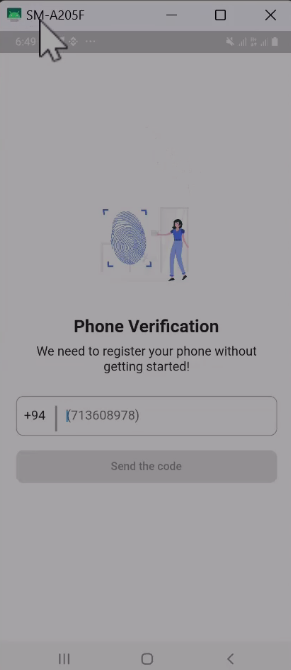 SM-A205F
6:49
Phone Verification
We need to register your phone without
getting started!
+94
(713608978)
Send the code